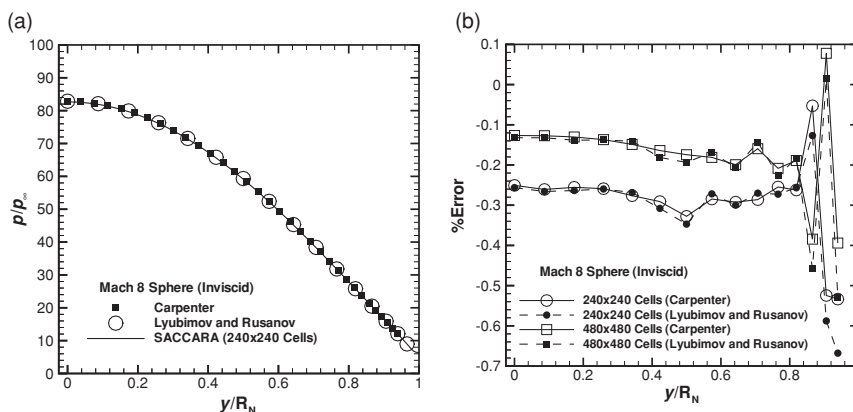 (a)
100
90
80
70
60
50
40
30
20
10
0
p/p∞
Mach 8 Sphere (Inviscid)
Carpenter
Lyubimov and Rusanov
SACCARA (240x240 Cells)
0 0.2 0.4 0.6 0.8 1
y/RN
(b)
0.1
0
-0.1
-0.2
-0.3
-0.4
-0.5
-0.6
-0.7
%Error
Mach 8 Sphere (Inviscid)
240x240 Cells (Carpenter)
240x240 Cells (Lyubimov and Rusanov)
480x480 Cells (Carpenter)
480x480 Cells (Lyubimov and Rusanov)
0 0.2 0.4 0.6 0.8 1
y/RN